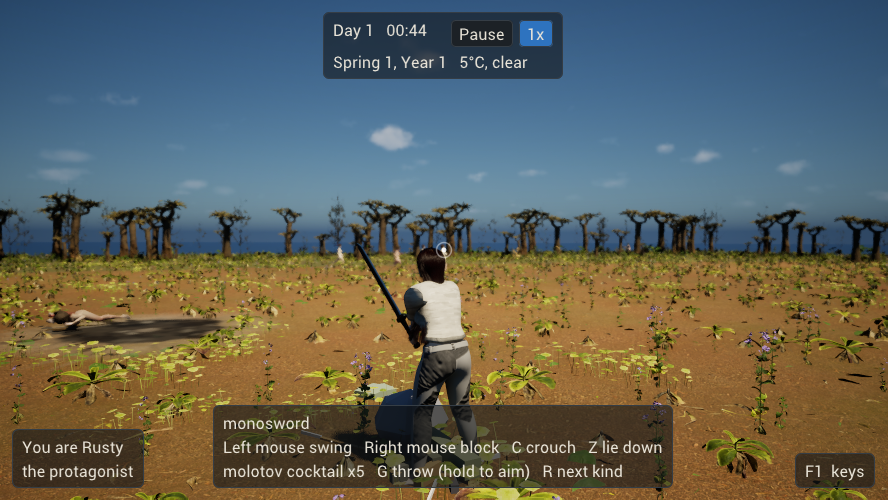 Day 1 00:44 Pause 1x
Spring 1, Year 1 5°C, clear
monosword
Left mouse swing Right mouse block C crouch Z lie down
molotov cocktail x5 G throw (hold to aim) R next kind
You are Rusty
the protagonist
F1 keys